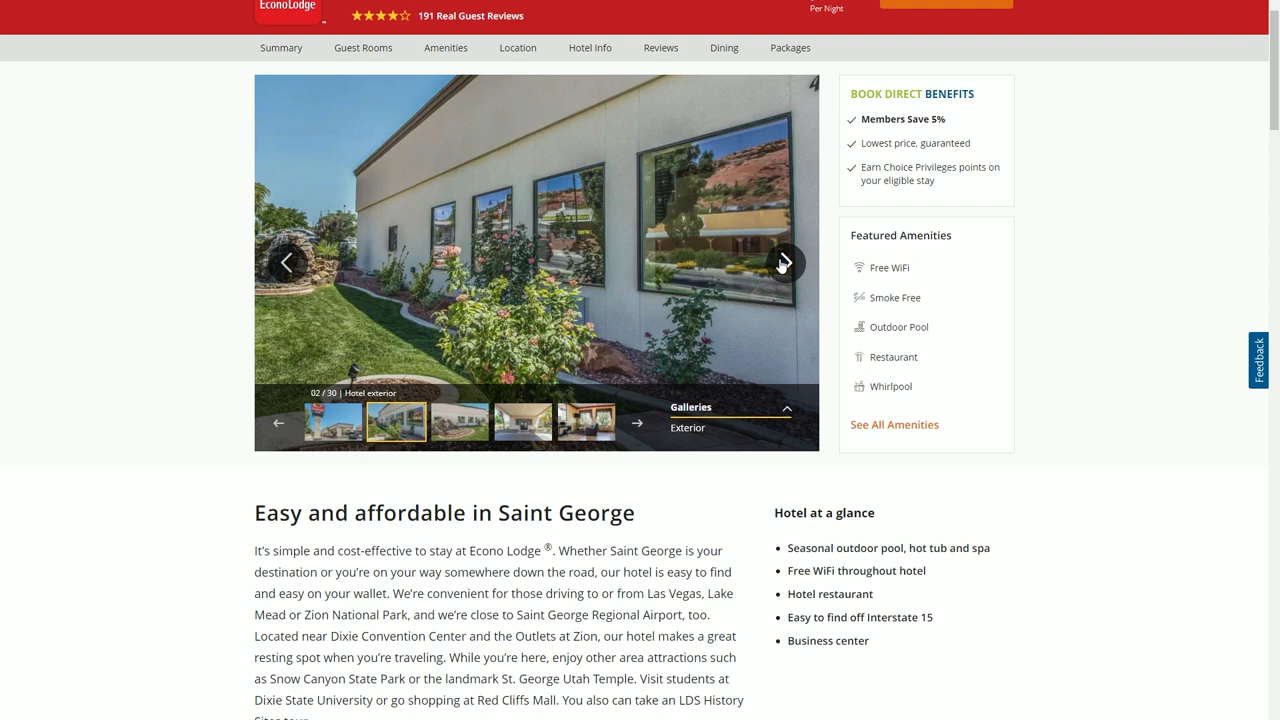 EconoLodge
191 Real Guest Reviews
Per Night
Summary
Guest Rooms
Amenities
Location
Hotel Info
Reviews
Dining
Packages
BOOK DIRECT BENEFITS
Members Save 5%
Lowest price, guaranteed
Earn Choice Privileges points on
your eligible stay
Featured Amenities
Free WiFi
Smoke Free
Outdoor Pool
Restaurant
Whirlpool
See All Amenities
Feedback
02 / 30 | Hotel exterior
Galleries
Exterior
Easy and affordable in Saint George
It’s simple and cost-effective to stay at Econo Lodge ®. Whether Saint George is your
destination or you’re on your way somewhere down the road, our hotel is easy to find
and easy on your wallet. We’re convenient for those driving to or from Las Vegas, Lake
Mead or Zion National Park, and we’re close to Saint George Regional Airport, too.
Located near Dixie Convention Center and the Outlets at Zion, our hotel makes a great
resting spot when you’re traveling. While you’re here, enjoy other area attractions such
as Snow Canyon State Park or the landmark St. George Utah Temple. Visit students at
Dixie State University or go shopping at Red Cliffs Mall. You also can take an LDS History
Hotel at a glance
Seasonal outdoor pool, hot tub and spa
Free WiFi throughout hotel
Hotel restaurant
Easy to find off Interstate 15
Business center